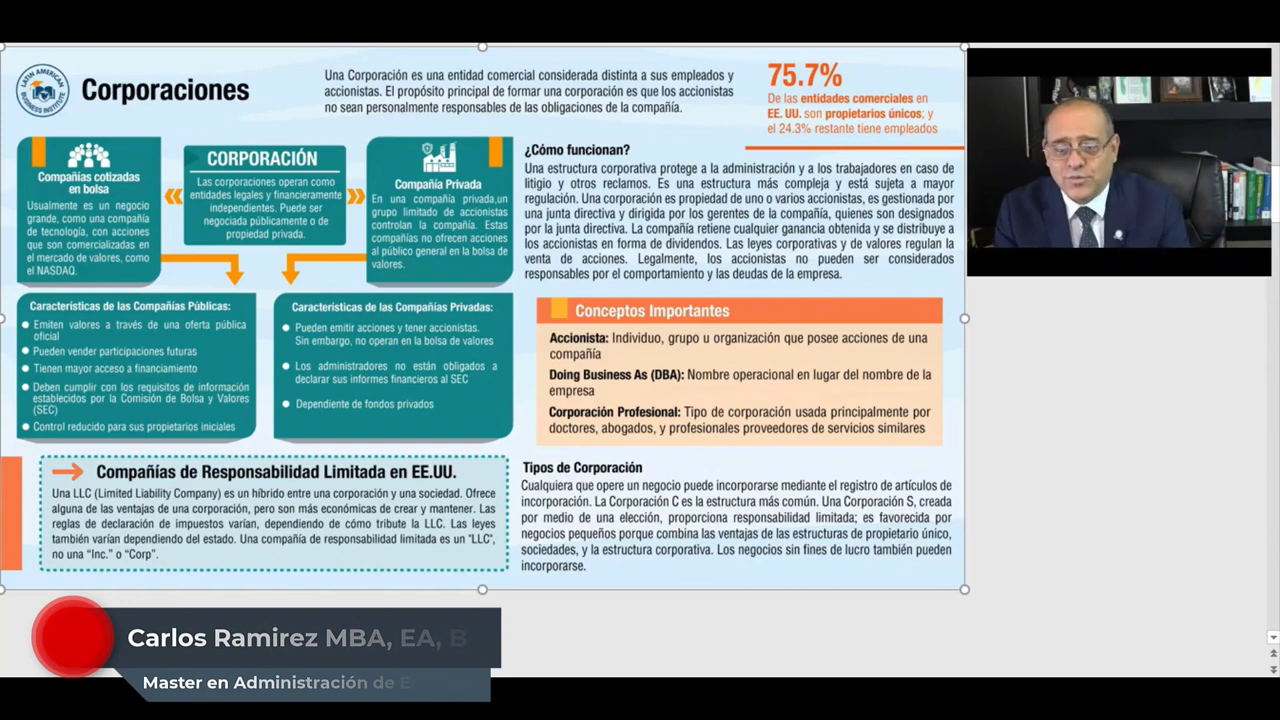 LATIN AMERICAN
BUSINESS INSTITUTE
Corporaciones
Una Corporación es una entidad comercial considerada distinta a sus empleados y
accionistas. El propósito principal de formar una corporación es que los accionistas
no sean personalmente responsables de las obligaciones de la compañía.
75.7%
De las entidades comerciales en
EE. UU. son propietarios únicos; y
el 24.3% restante tiene empleados
Compañías cotizadas
en bolsa
Usualmente es un negocio
grande, como una compañía
de tecnología, con acciones
que son comercializadas en
el mercado de valores, como
el NASDAQ.
CORPORACIÓN
Las corporaciones operan como
entidades legales y financieramente
independientes. Puede ser
negociada públicamente o de
propiedad privada.
Compañía Privada
En una compañía privada,un
grupo limitado de accionistas
controlan la compañía. Estas
compañías no ofrecen acciones
al público general en la bolsa de
valores.
¿Cómo funcionan?
Una estructura corporativa protege a la administración y a los trabajadores en caso de
litigio y otros reclamos. Es una estructura más compleja y está sujeta a mayor
regulación. Una corporación es propiedad de uno o varios accionistas, es gestionada por
una junta directiva y dirigida por los gerentes de la compañía, quienes son designados
por la junta directiva. La compañía retiene cualquier ganancia obtenida y se distribuye a
los accionistas en forma de dividendos. Las leyes corporativas y de valores regulan la
venta de acciones. Legalmente, los accionistas no pueden ser considerados
responsables por el comportamiento y las deudas de la empresa.
Características de las Compañías Públicas:
Emiten valores a través de una oferta pública
oficial
Pueden vender participaciones futuras
Tienen mayor acceso a financiamiento
Deben cumplir con los requisitos de información
establecidos por la Comisión de Bolsa y Valores
(SEC)
Control reducido para sus propietarios iniciales
Características de las Compañías Privadas:
Pueden emitir acciones y tener accionistas.
Sin embargo, no operan en la bolsa de valores
Los administradores no están obligados a
declarar sus informes financieros al SEC
Dependiente de fondos privados
Conceptos Importantes
Accionista: Individuo, grupo u organización que posee acciones de una
compañía
Doing Business As (DBA): Nombre operacional en lugar del nombre de la
empresa
Corporación Profesional: Tipo de corporación usada principalmente por
doctores, abogados, y profesionales proveedores de servicios similares
Compañías de Responsabilidad Limitada en EE.UU.
Una LLC (Limited Liability Company) es un híbrido entre una corporación y una sociedad. Ofrece
alguna de las ventajas de una corporación, pero son más económicas de crear y mantener. Las
reglas de declaración de impuestos varían, dependiendo de cómo tribute la LLC. Las leyes
también varían dependiendo del estado. Una compañía de responsabilidad limitada es un "LLC",
no una “Inc.” o “Corp”.
Tipos de Corporación
Cualquiera que opere un negocio puede incorporarse mediante el registro de artículos de
incorporación. La Corporación C es la estructura más común. Una Corporación S, creada
por medio de una elección, proporciona responsabilidad limitada; es favorecida por
negocios pequeños porque combina las ventajas de las estructuras de propietario único,
sociedades, y la estructura corporativa. Los negocios sin fines de lucro también pueden
incorporarse.
Carlos Ramirez MBA, EA, B
Master en Administración de E